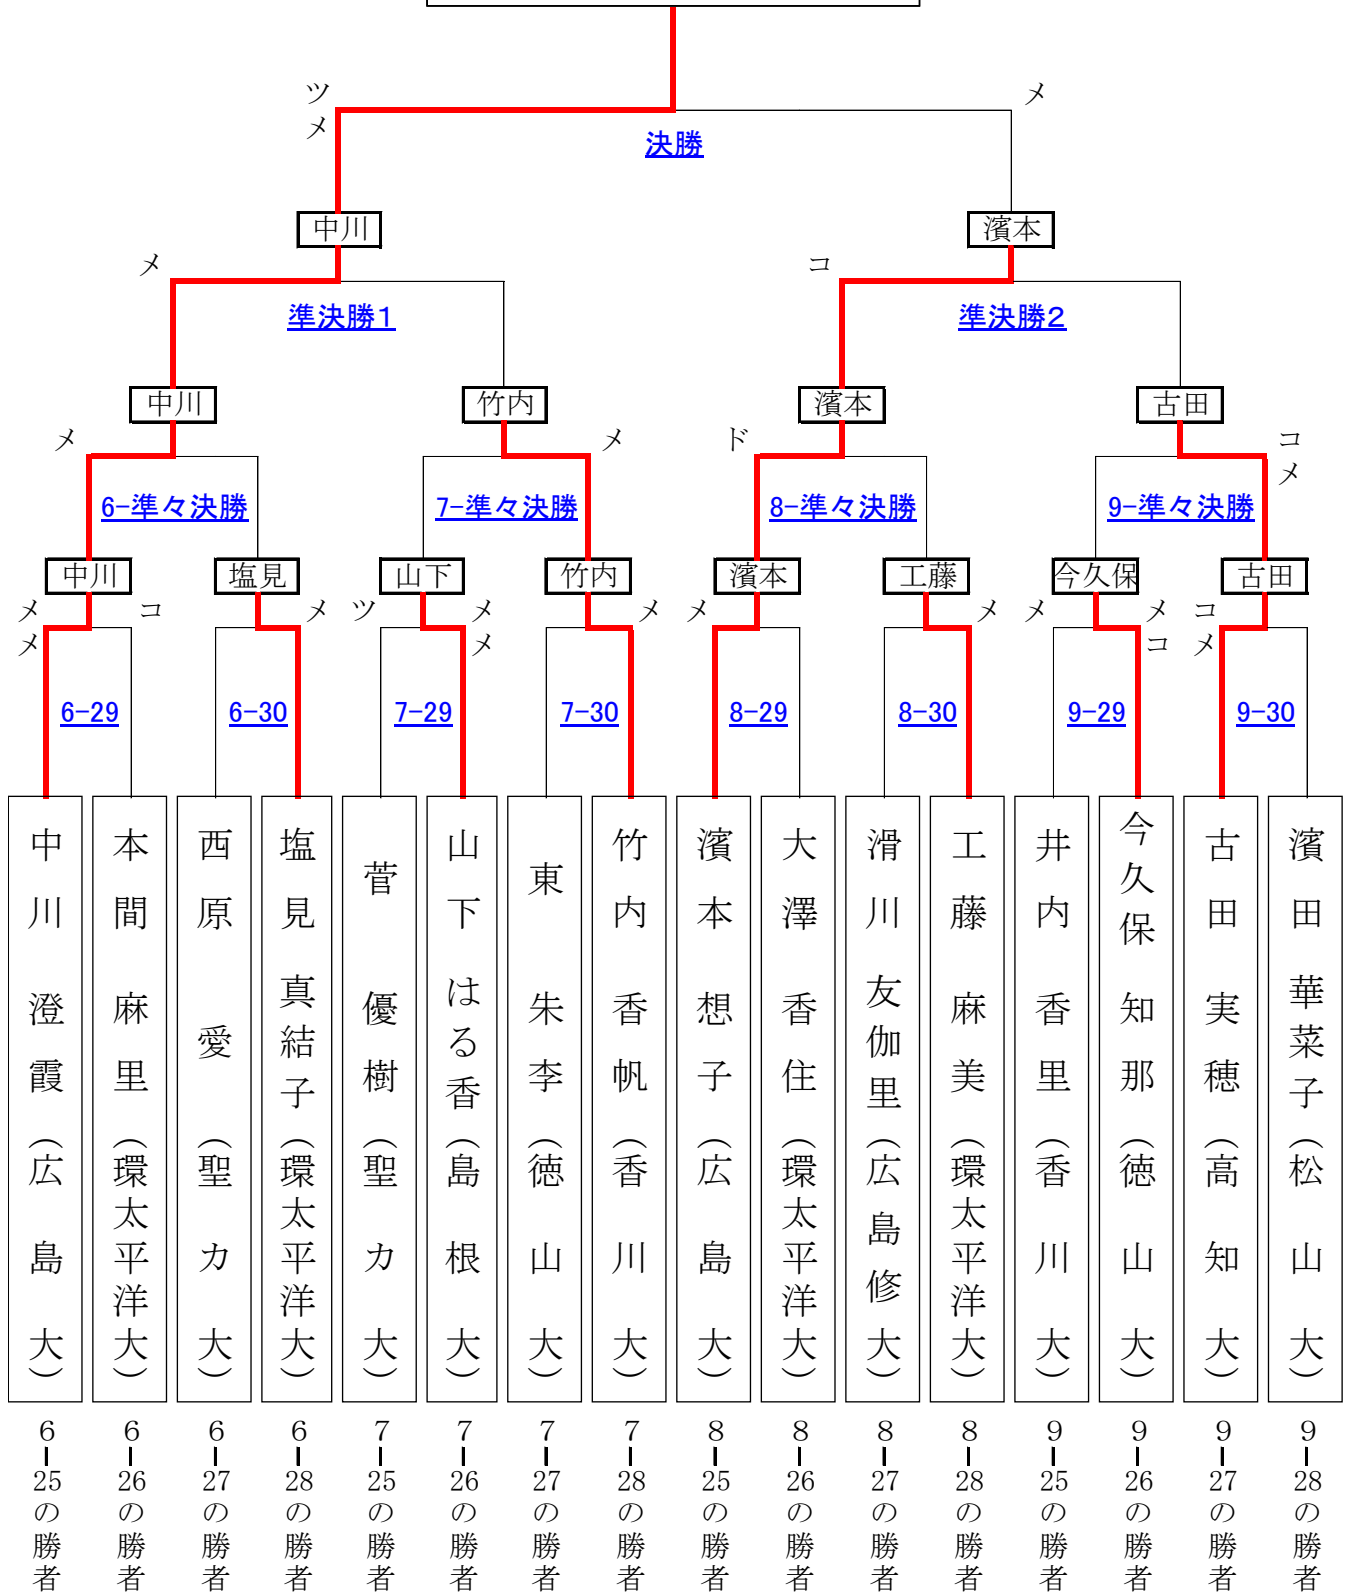 ツ
メ
メ
決勝
中川
濱本
メ
コ
準決勝1
準決勝2
中川
竹内
濱本
古田
メ
メ
ド
コ
メ
6-準々決勝
7-準々決勝
8-準々決勝
9-準々決勝
中川
塩見
山下
竹内
濱本
工藤
今久保
古田
メ
メ
コ
メ
ツ
メ
メ
メ
メ
メ
メ
メ
コ
コ
メ
6-29
6-30
7-29
7-30
8-29
8-30
9-29
9-30
中川 澄霞(広島大)
本間 麻里(環太平洋大)
西原 愛(聖カ大)
塩見 真結子(環太平洋大)
菅 優樹(聖カ大)
山下 はる香(島根大)
東 朱李(徳山大)
竹内 香帆(香川大)
濱本 想子(広島大)
大澤 香住(環太平洋大)
滑川 友伽里(広島修大)
工藤 麻美(環太平洋大)
井内 香里(香川大)
今久保 知那(徳山大)
古田 実穂(高知大)
濱田 華菜子(松山大)
6-25の勝者
6-26の勝者
6-27の勝者
6-28の勝者
7-25の勝者
7-26の勝者
7-27の勝者
7-28の勝者
8-25の勝者
8-26の勝者
8-27の勝者
8-28の勝者
9-25の勝者
9-26の勝者
9-27の勝者
9-28の勝者